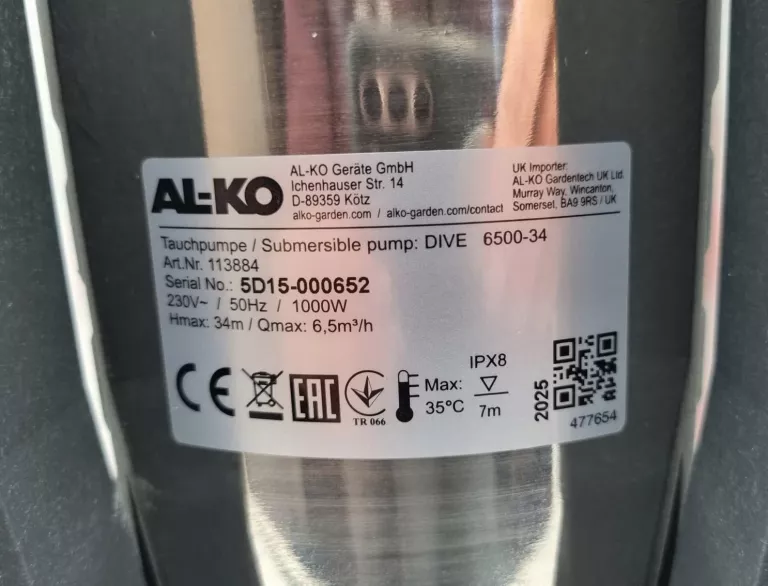 AL-KO
AL-KO Geräte GmbH
Ichenhauser Str. 14
D-89359 Kötz
alko-garden.com / alko-garden.com/contact
UK Importer:
AL-KO Gardentech UK Ltd.
Murray Way, Wincanton,
Somerset, BA9 9RS / UK
Tauchpumpe / Submersible pump: DIVE 6500-34
Art.Nr. 113884
Serial No.: 5D15-000652
230V~ / 50Hz / 1000W
Hmax: 34m / Qmax: 6,5m³/h
CE
EAC
TR 066
Max:
35°C
IPX8
7m
2025
477654